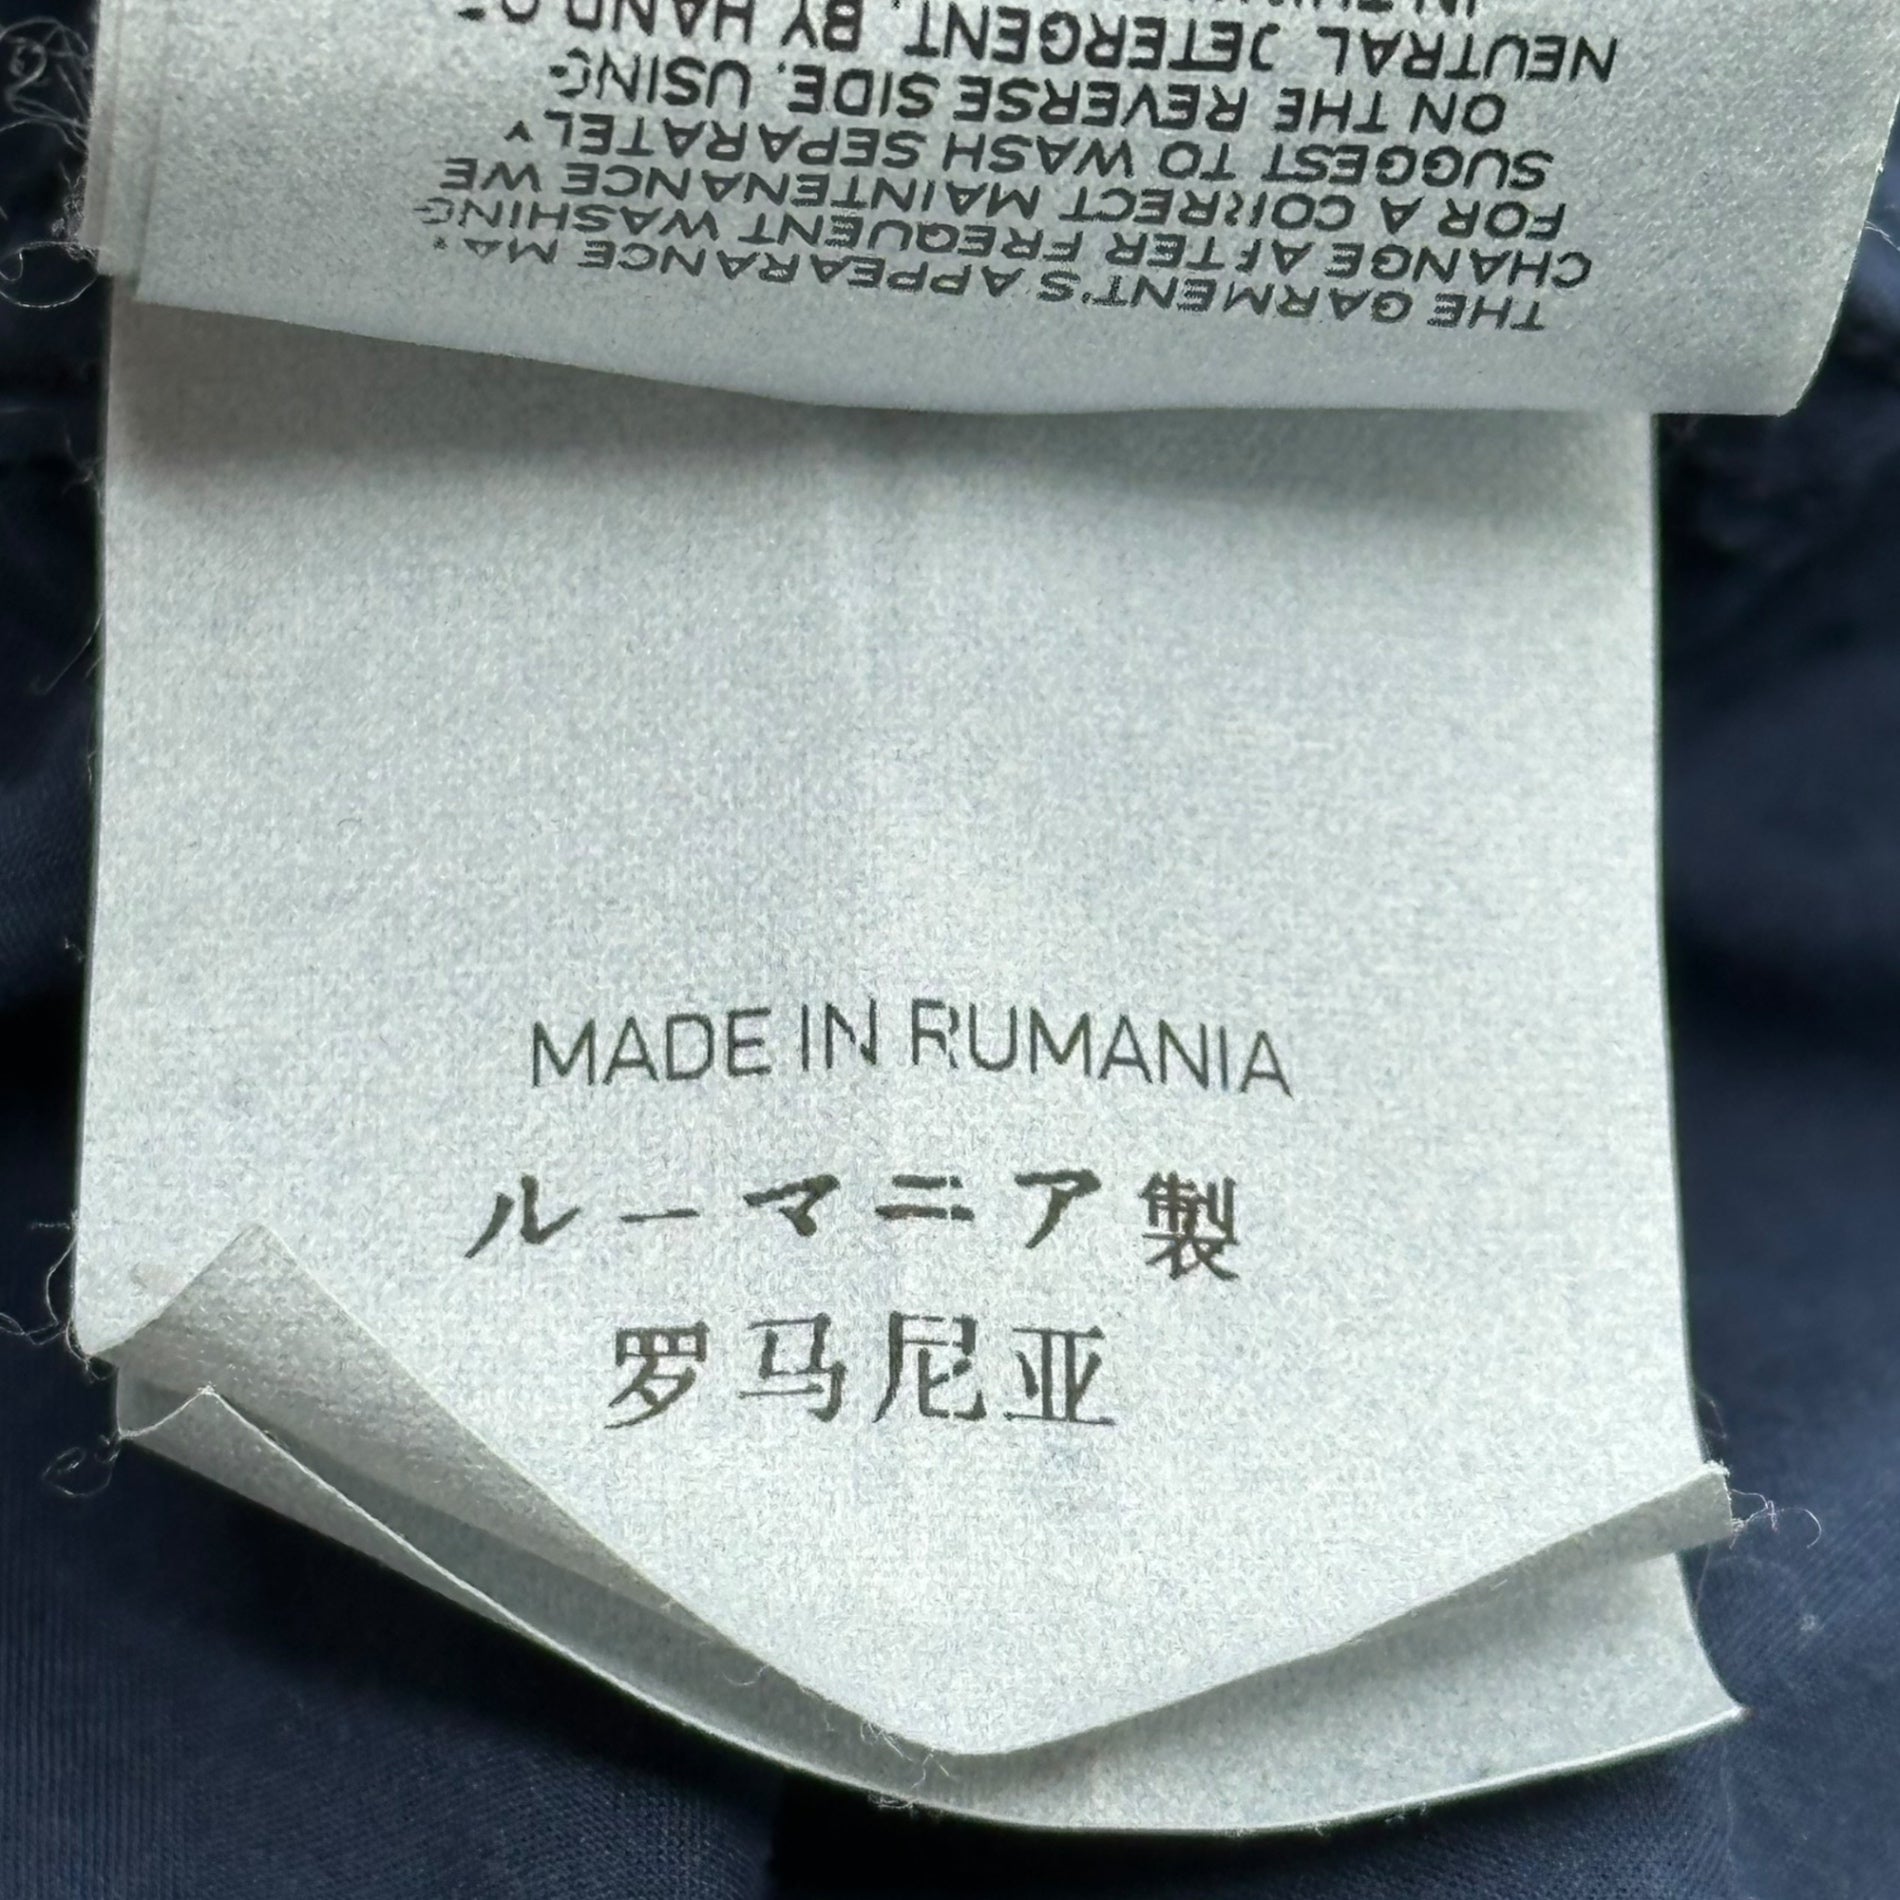 THE GARMENT'S APPEARANCE
CHANGE AFTER FREQUENT WASHING
FOR A CORRECT MAINTENANCE WE
SUGGEST TO WASH SEPARATELY
ON THE REVERSE SIDE, USING
NEUTRAL DETERGENT, BY HAND
MADE IN RUMANIA
ルーマニア製
罗马尼亚